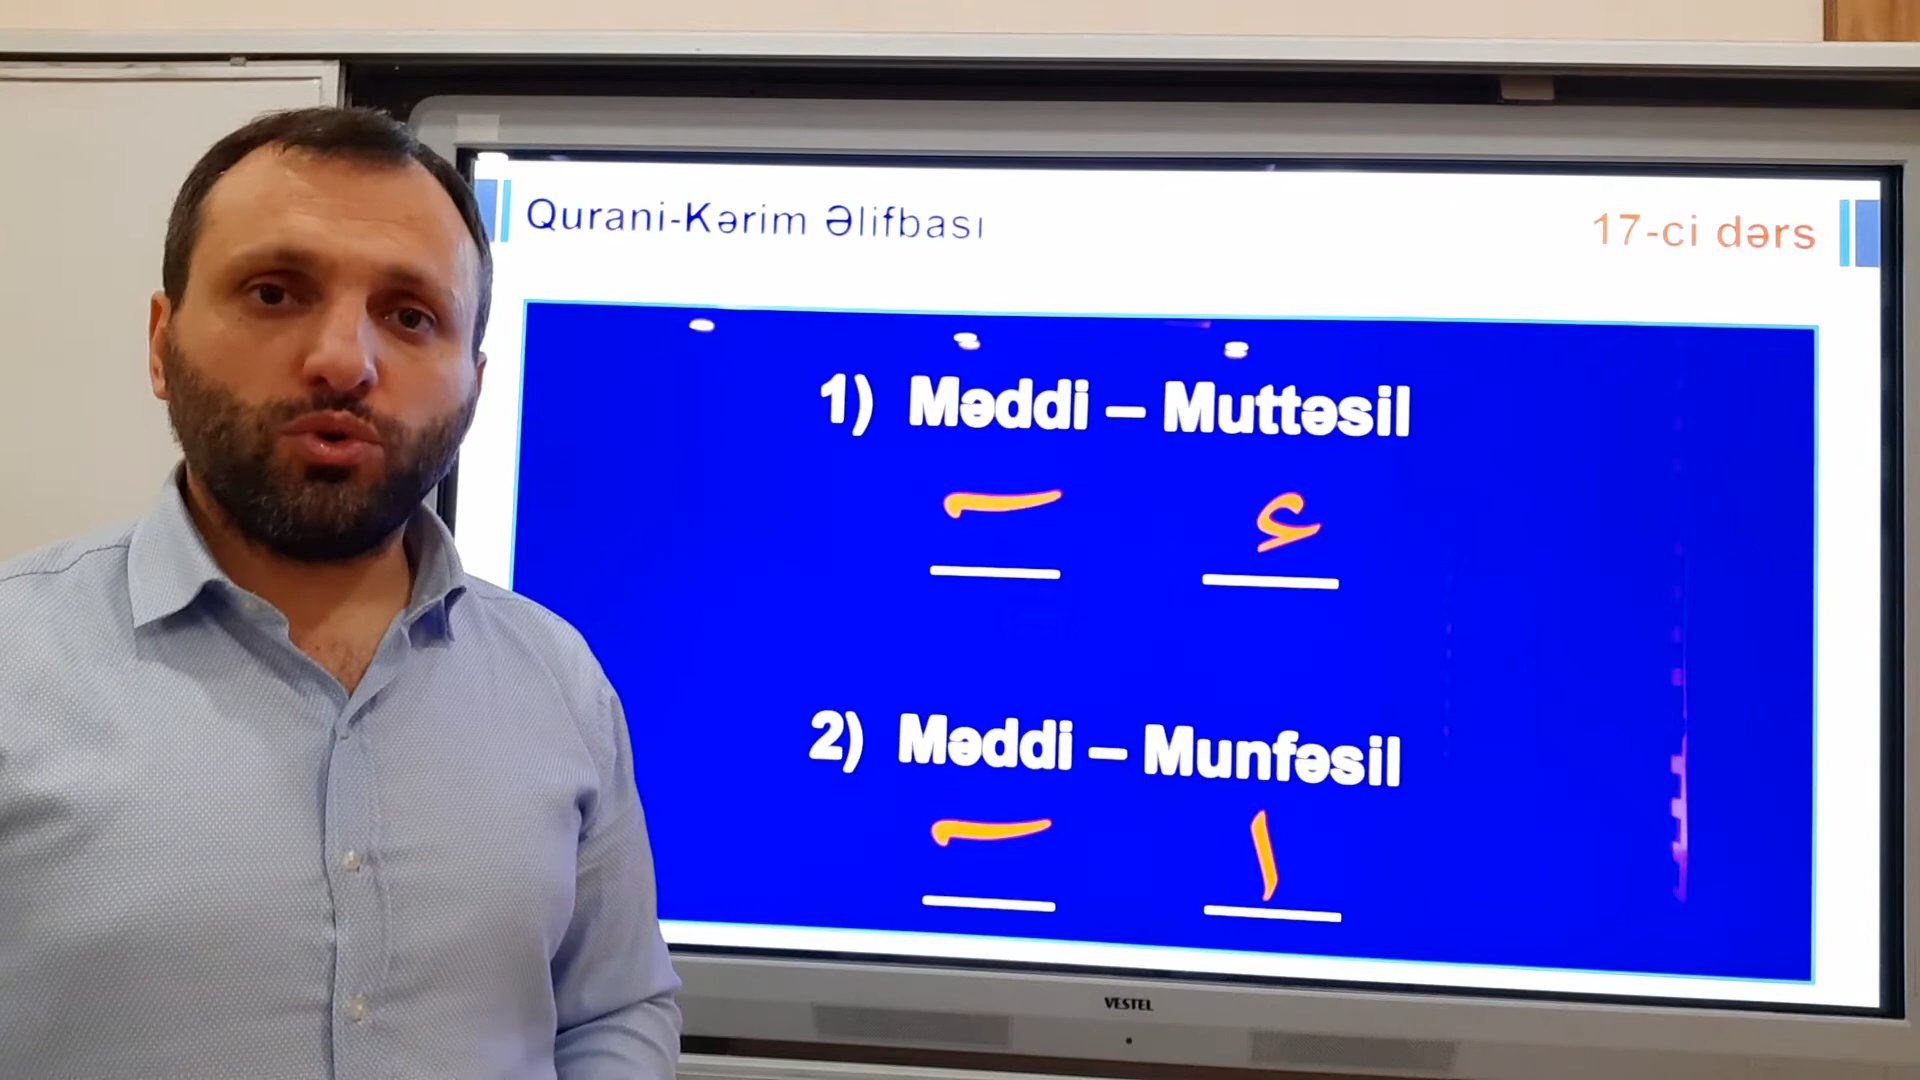 Qurani-Kərim Əlifbası
17-ci dərs
1) Məddi – Muttəsil
ـٓ ء
2) Məddi – Munfəsil
ـٓ ا
VESTEL